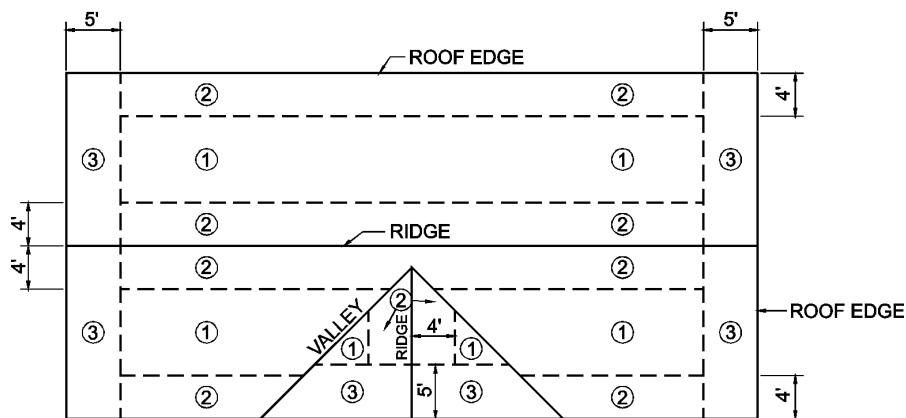 5'
5'
ROOF EDGE
② ②
4'
③ ① ① ③
4'
② ②
RIDGE
4'
② ②
②
VALLEY
RIDGE
4'
ROOF EDGE
③ ① ① ① ① ③
② ③ 5' ③ ②
4'